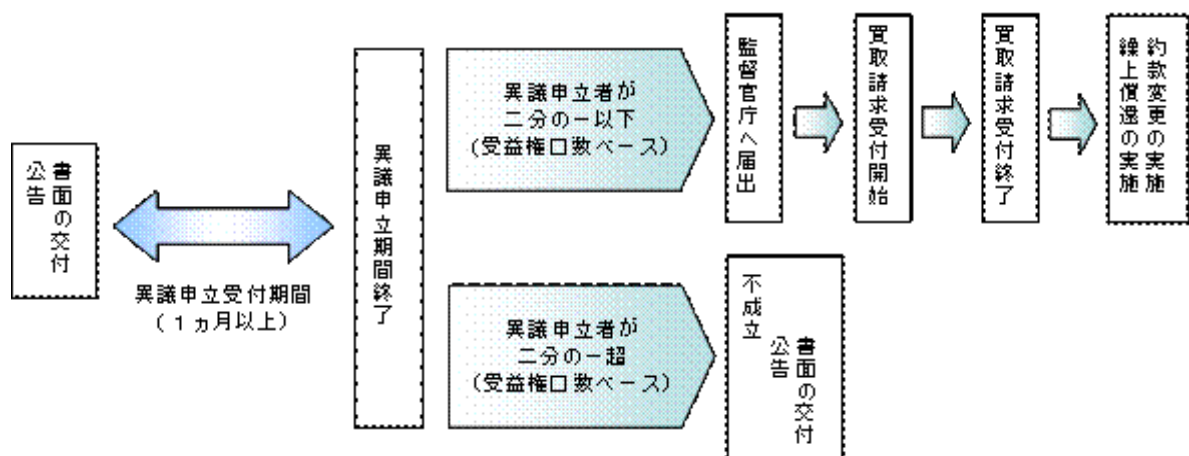 書面の交付
公告
異議申立受付期間
（１ヵ月以上）
異議申立期間終了
異議申立者が
二分の一以下
（受益権口数ベース）
監督官庁へ届出
買取請求受付開始
買取請求受付終了
約款変更の実施
繰上償還の実施
異議申立者が
二分の一超
（受益権口数ベース）
不成立
書面の交付
公告